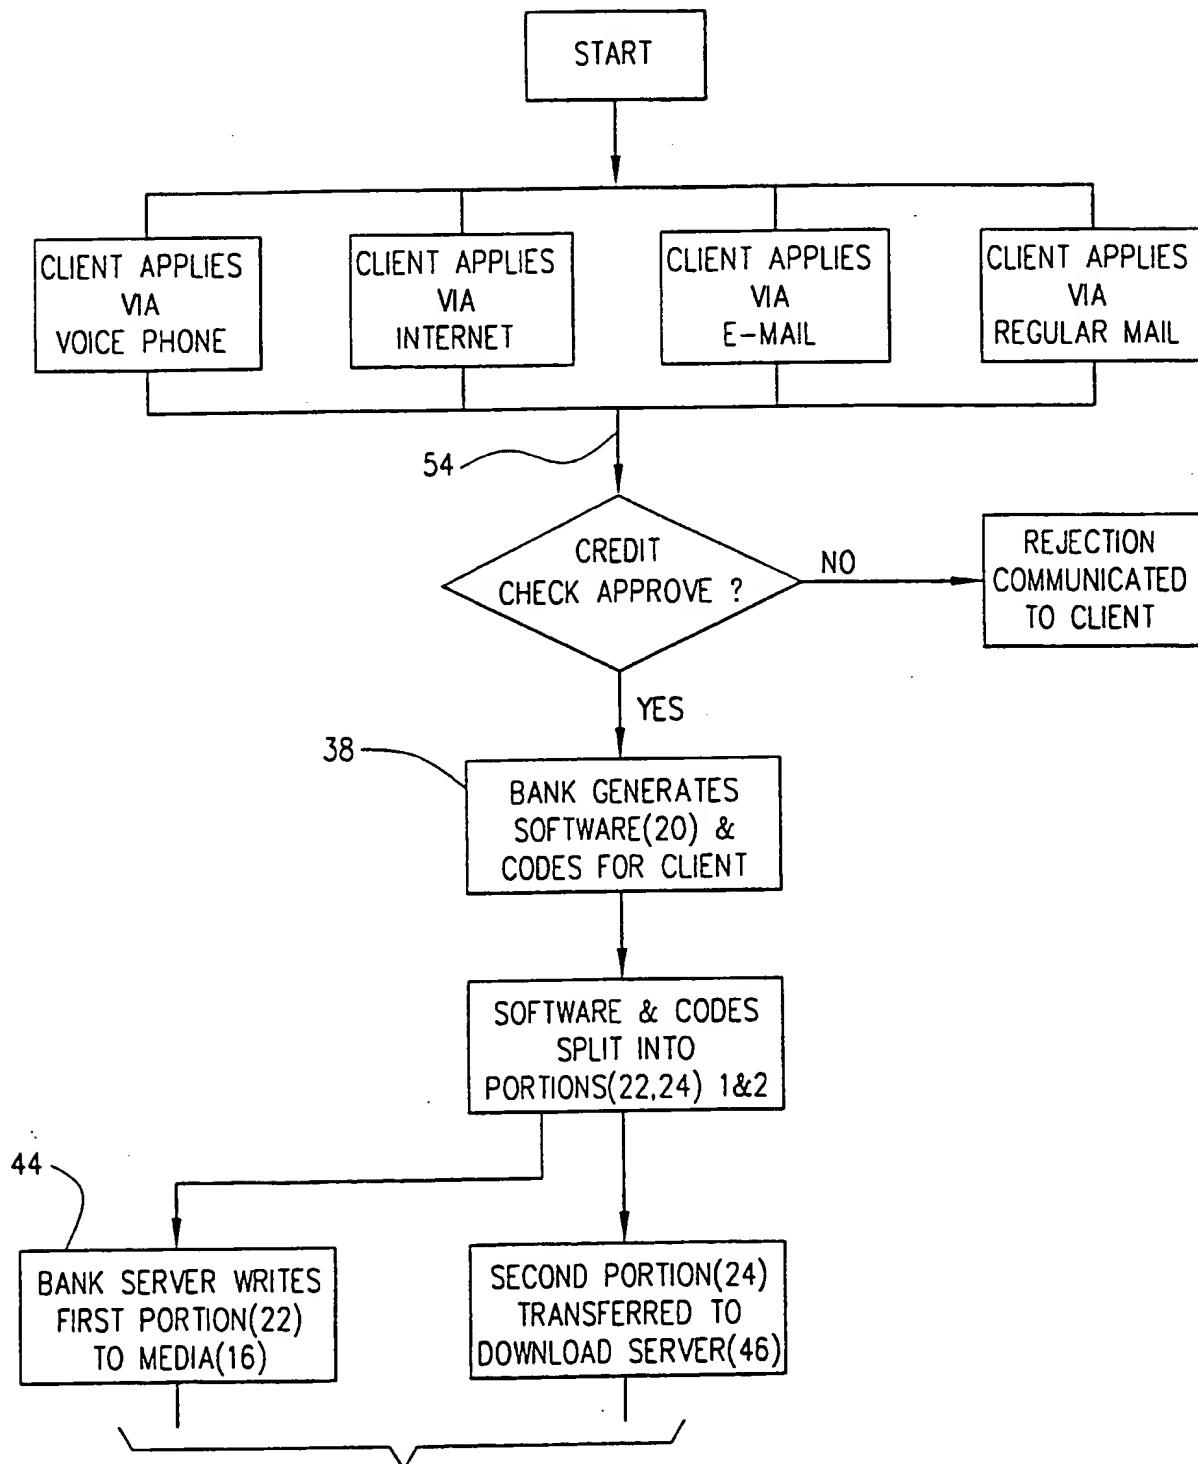 START
CLIENT APPLIES
VIA
VOICE PHONE
CLIENT APPLIES
VIA
INTERNET
CLIENT APPLIES
VIA
E-MAIL
CLIENT APPLIES
VIA
REGULAR MAIL
54
CREDIT
CHECK APPROVE ?
NO
REJECTION
COMMUNICATED
TO CLIENT
YES
38
BANK GENERATES
SOFTWARE(20) &
CODES FOR CLIENT
SOFTWARE & CODES
SPLIT INTO
PORTIONS(22,24) 1&2
44
BANK SERVER WRITES
FIRST PORTION(22)
TO MEDIA(16)
SECOND PORTION(24)
TRANSFERRED TO
DOWNLOAD SERVER(46)